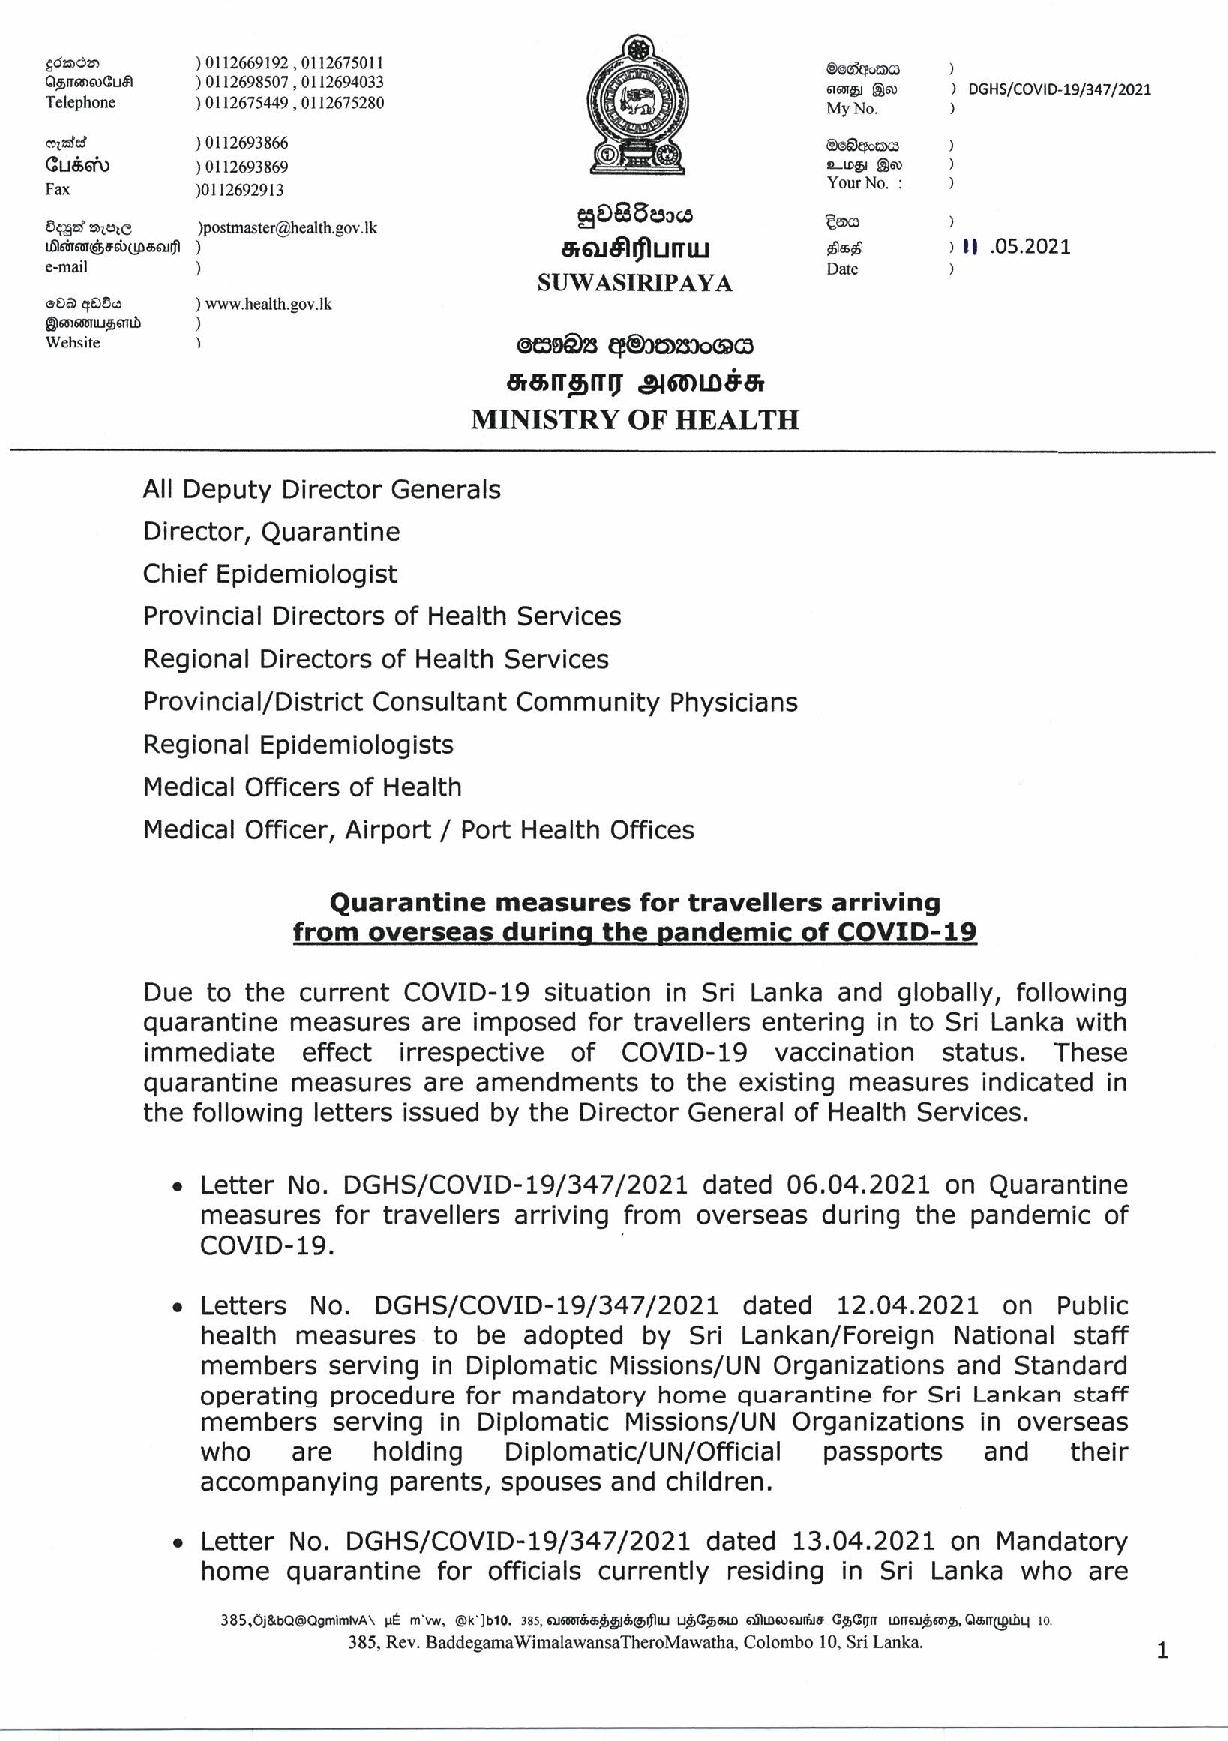 දුරකථන ) 0112669192 , 0112675011
தொலைபேசி ) 0112698507 , 0112694033
Telephone ) 0112675449 , 0112675280
ෆැක්ස් ) 0112693866
பேக்ஸ் ) 0112693869
Fax )0112692913
විද්‍යුත් තැපෑල )postmaster@health.gov.lk
மின்னஞ்சல்முகவரி )
e-mail )
වෙබ් අඩවිය ) www.health.gov.lk
இணையதளம் )
Website )
සුවසිරිපාය
சுவசிரிபாய
SUWASIRIPAYA
සෞඛ්‍ය අමාත්‍යාංශය
சுகாதார அமைச்சு
MINISTRY OF HEALTH
මගේඅංකය )
எனது இல ) DGHS/COVID-19/347/2021
My No. )
ඔබේඅංකය )
உமது இல )
Your No. : )
දිනය )
திகதி ) 11 .05.2021
Date )
All Deputy Director Generals
Director, Quarantine
Chief Epidemiologist
Provincial Directors of Health Services
Regional Directors of Health Services
Provincial/District Consultant Community Physicians
Regional Epidemiologists
Medical Officers of Health
Medical Officer, Airport / Port Health Offices
Quarantine measures for travellers arriving
from overseas during the pandemic of COVID-19
Due to the current COVID-19 situation in Sri Lanka and globally, following
quarantine measures are imposed for travellers entering in to Sri Lanka with
immediate effect irrespective of COVID-19 vaccination status. These
quarantine measures are amendments to the existing measures indicated in
the following letters issued by the Director General of Health Services.
• Letter No. DGHS/COVID-19/347/2021 dated 06.04.2021 on Quarantine
measures for travellers arriving from overseas during the pandemic of
COVID-19.
• Letters No. DGHS/COVID-19/347/2021 dated 12.04.2021 on Public
health measures to be adopted by Sri Lankan/Foreign National staff
members serving in Diplomatic Missions/UN Organizations and Standard
operating procedure for mandatory home quarantine for Sri Lankan staff
members serving in Diplomatic Missions/UN Organizations in overseas
who are holding Diplomatic/UN/Official passports and their
accompanying parents, spouses and children.
• Letter No. DGHS/COVID-19/347/2021 dated 13.04.2021 on Mandatory
home quarantine for officials currently residing in Sri Lanka who are
385,Öj&bQ@QgmimlvA\ µÉ m`vw, @k`]b10. 385, வணக்கத்துக்குரிய பத்தேகம விமலவன்ச தேரோ மாவத்தை, கொழும்பு 10.
385, Rev. BaddegamaWimalawansaTheroMawatha, Colombo 10, Sri Lanka.
1